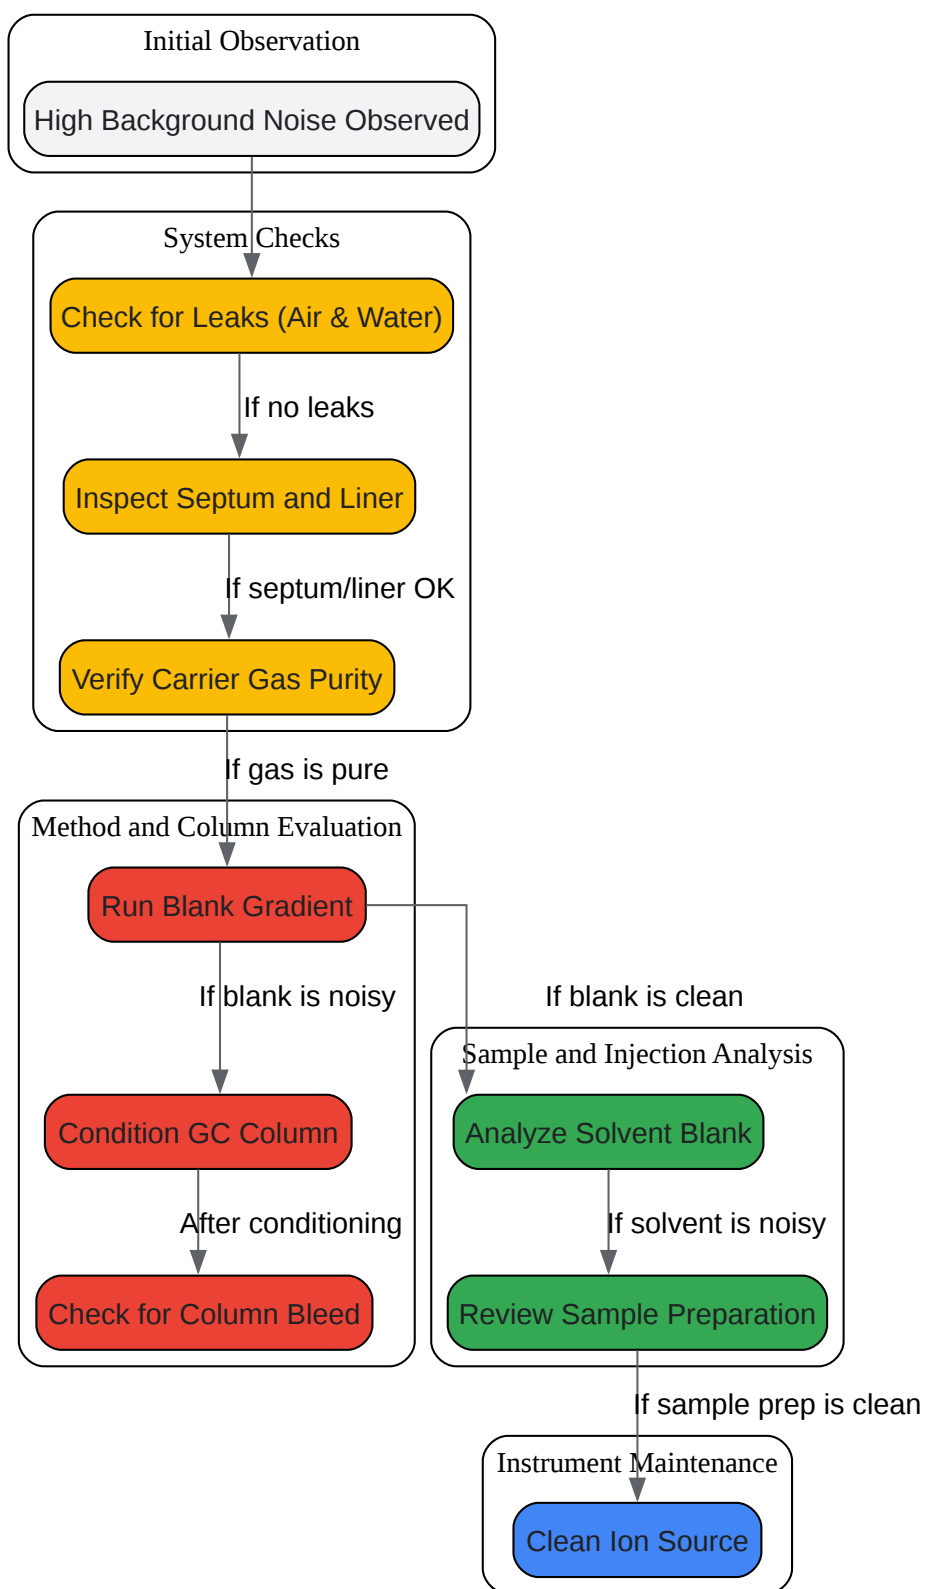 Initial Observation
High Background Noise Observed
System Checks
Check for Leaks (Air & Water)
If no leaks
Inspect Septum and Liner
If septum/liner OK
Verify Carrier Gas Purity
If gas is pure
Method and Column Evaluation
Run Blank Gradient
If blank is noisy
If blank is clean
Sample and Injection Analysis
Condition GC Column
Analyze Solvent Blank
After conditioning
If solvent is noisy
Check for Column Bleed
Review Sample Preparation
If sample prep is clean
Instrument Maintenance
Clean Ion Source